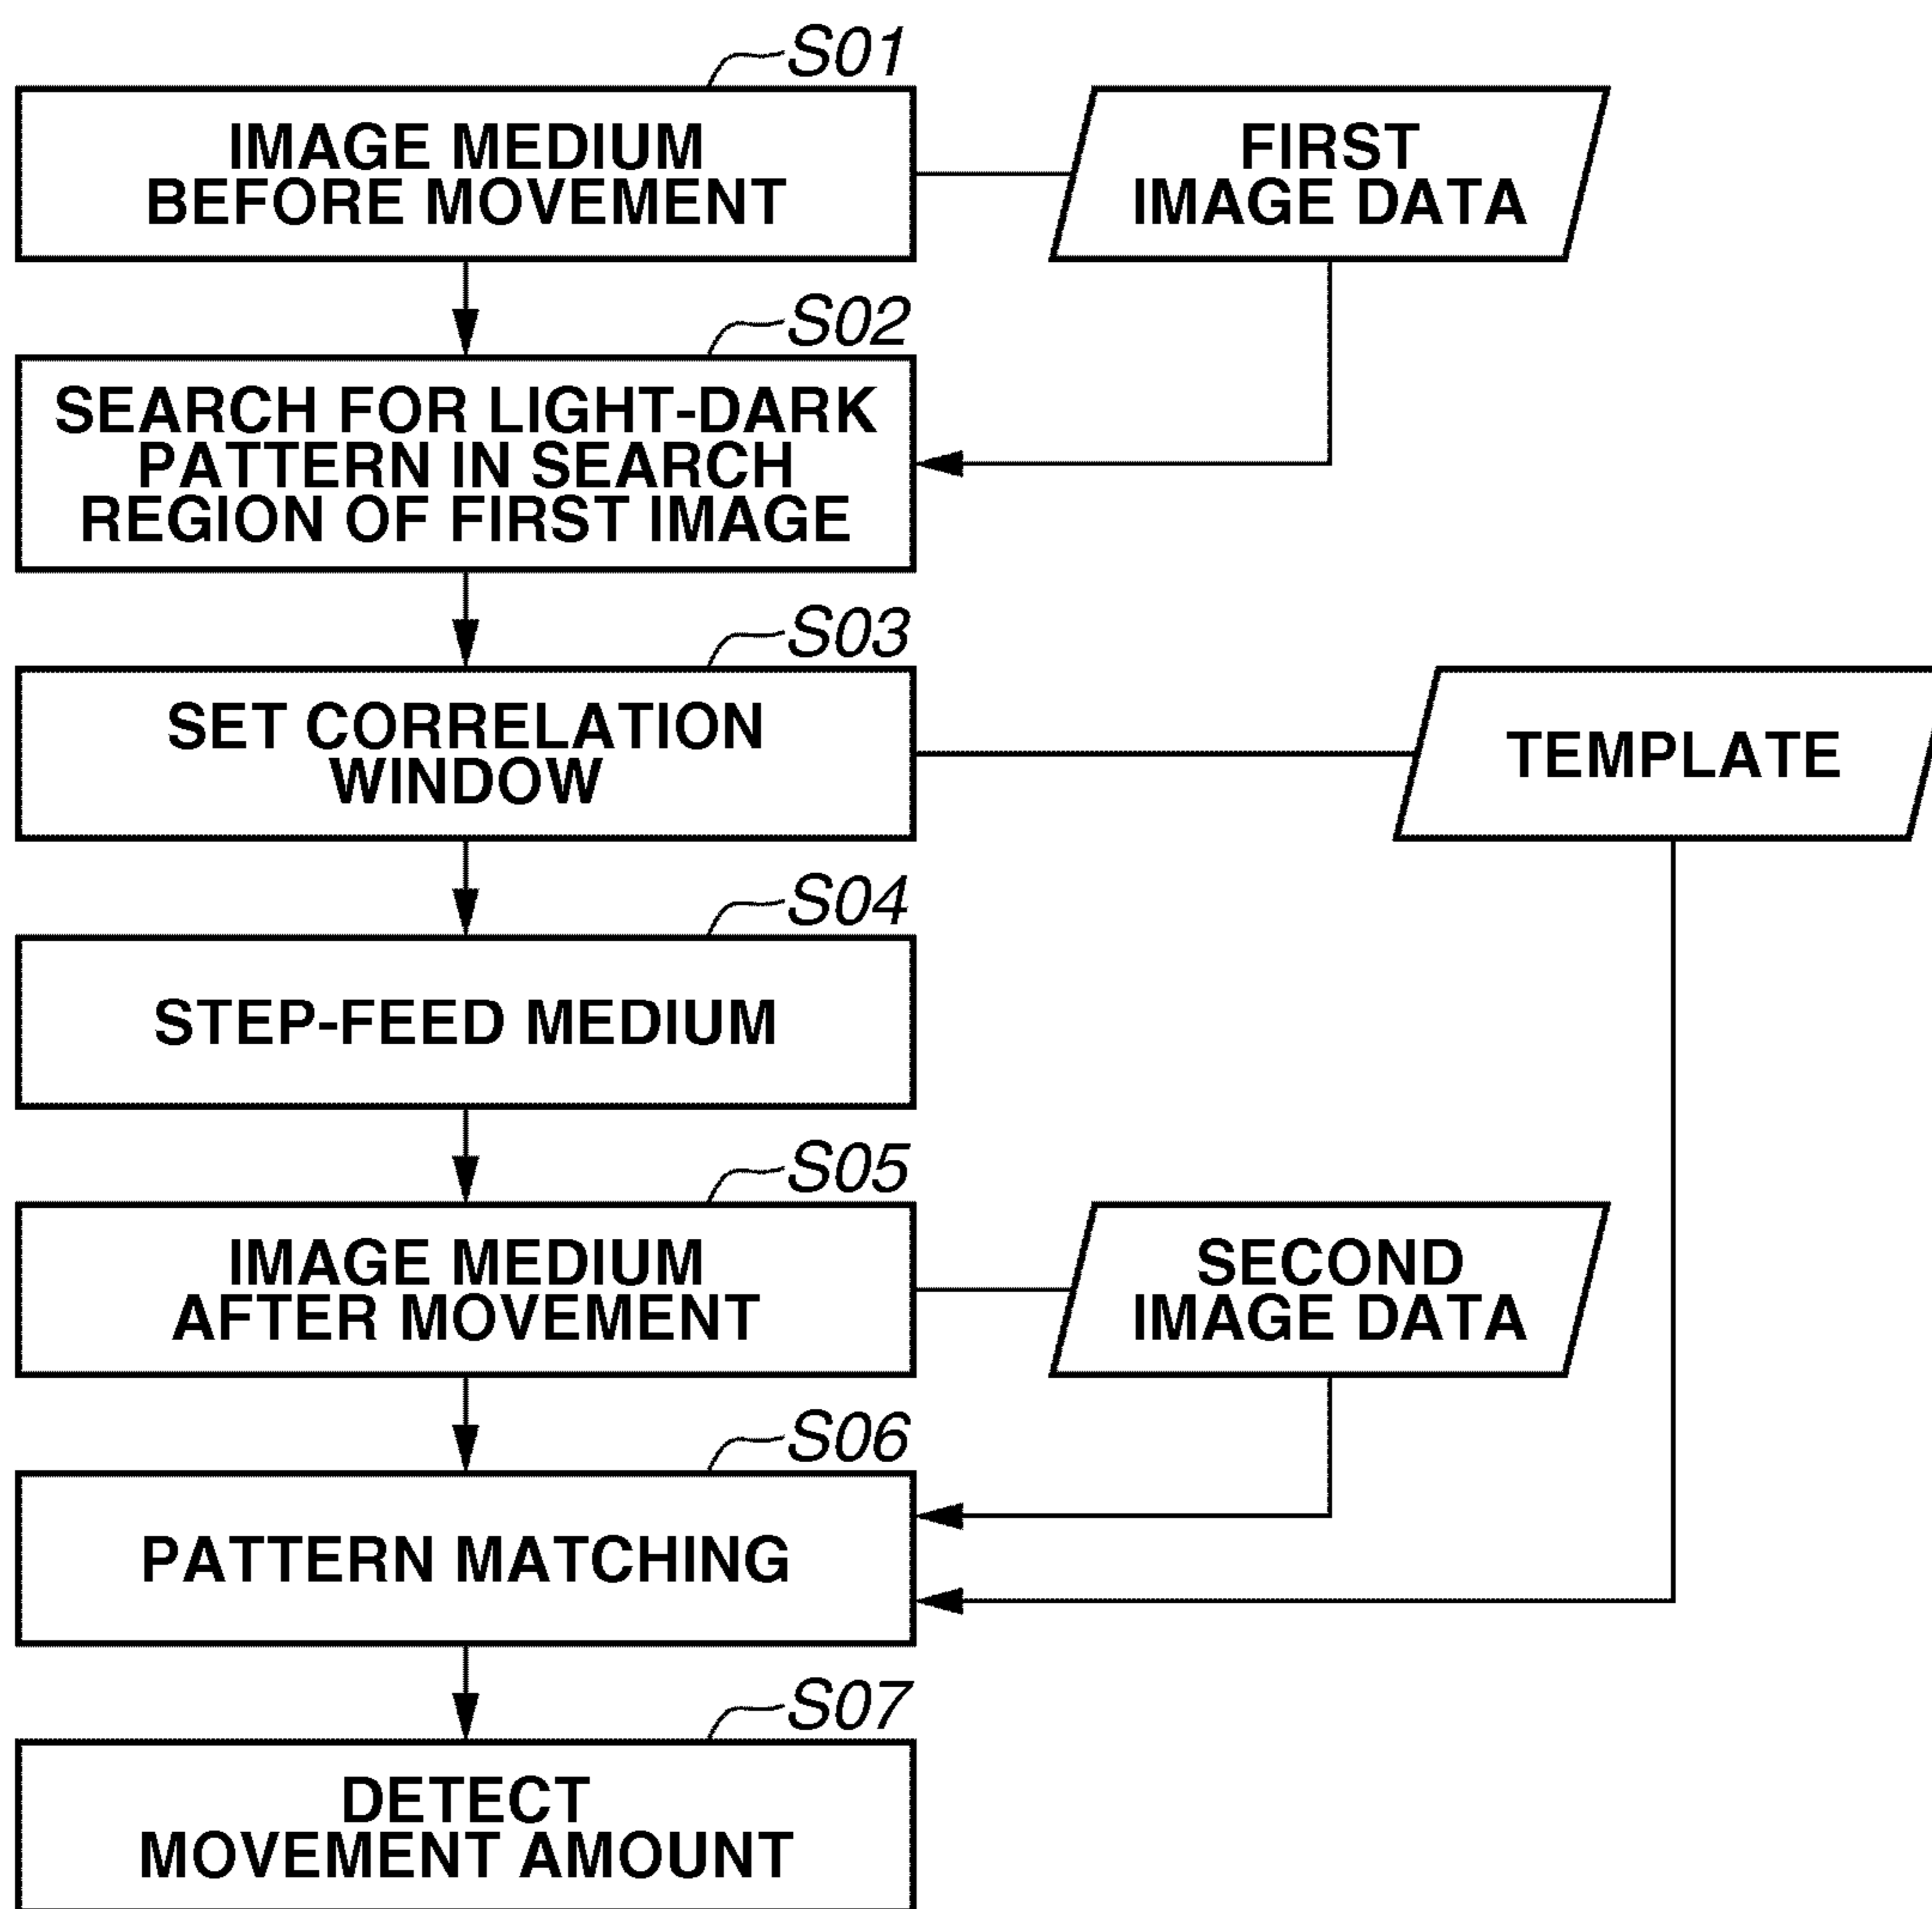 S01
IMAGE MEDIUM
BEFORE MOVEMENT
FIRST
IMAGE DATA
S02
SEARCH FOR LIGHT-DARK
PATTERN IN SEARCH
REGION OF FIRST IMAGE
S03
SET CORRELATION
WINDOW
TEMPLATE
S04
STEP-FEED MEDIUM
S05
IMAGE MEDIUM
AFTER MOVEMENT
SECOND
IMAGE DATA
S06
PATTERN MATCHING
S07
DETECT
MOVEMENT AMOUNT